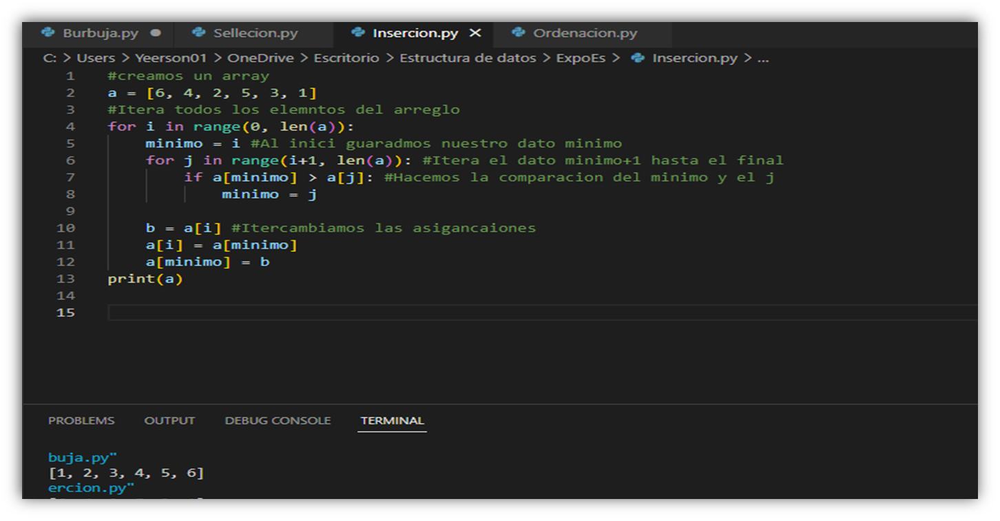 Burbuja.py Sellecion.py Insercion.py Ordenacion.py
C: > Users > Yeerson01 > OneDrive > Escritorio > Estructura de datos > ExpoEs > Insercion.py > ...
1 #creamos un array
2 a = [6, 4, 2, 5, 3, 1]
3 #Itera todos los elemntos del arreglo
4 for i in range(0, len(a)):
5 minimo = i #Al inici guaradmos nuestro dato minimo
6 for j in range(i+1, len(a)): #Itera el dato minimo+1 hasta el final
7 if a[minimo] > a[j]: #Hacemos la comparacion del minimo y el j
8 minimo = j
9
10 b = a[i] #Itercambiamos las asigancaiones
11 a[i] = a[minimo]
12 a[minimo] = b
13 print(a)
14
15
PROBLEMS OUTPUT DEBUG CONSOLE TERMINAL
buja.py"
[1, 2, 3, 4, 5, 6]
ercion.py"